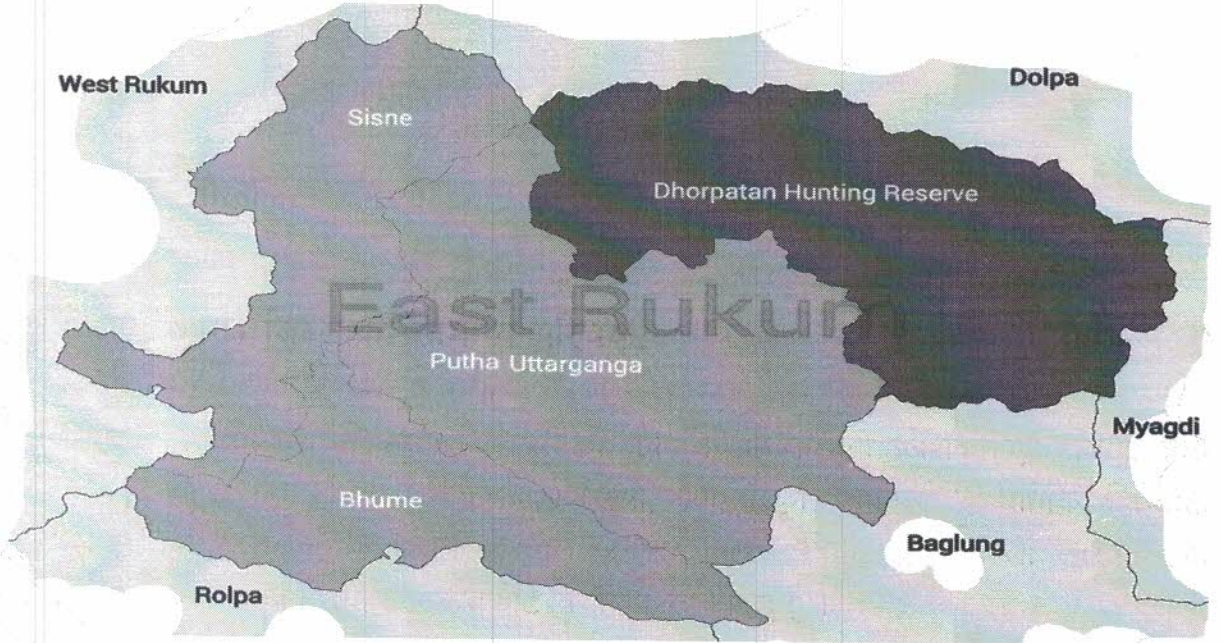 West Rukum
Dolpa
Sisne
Dhorpatan Hunting Reserve
East Rukum
Putha Uttarganga
Myagdi
Bhume
Baglung
Rolpa